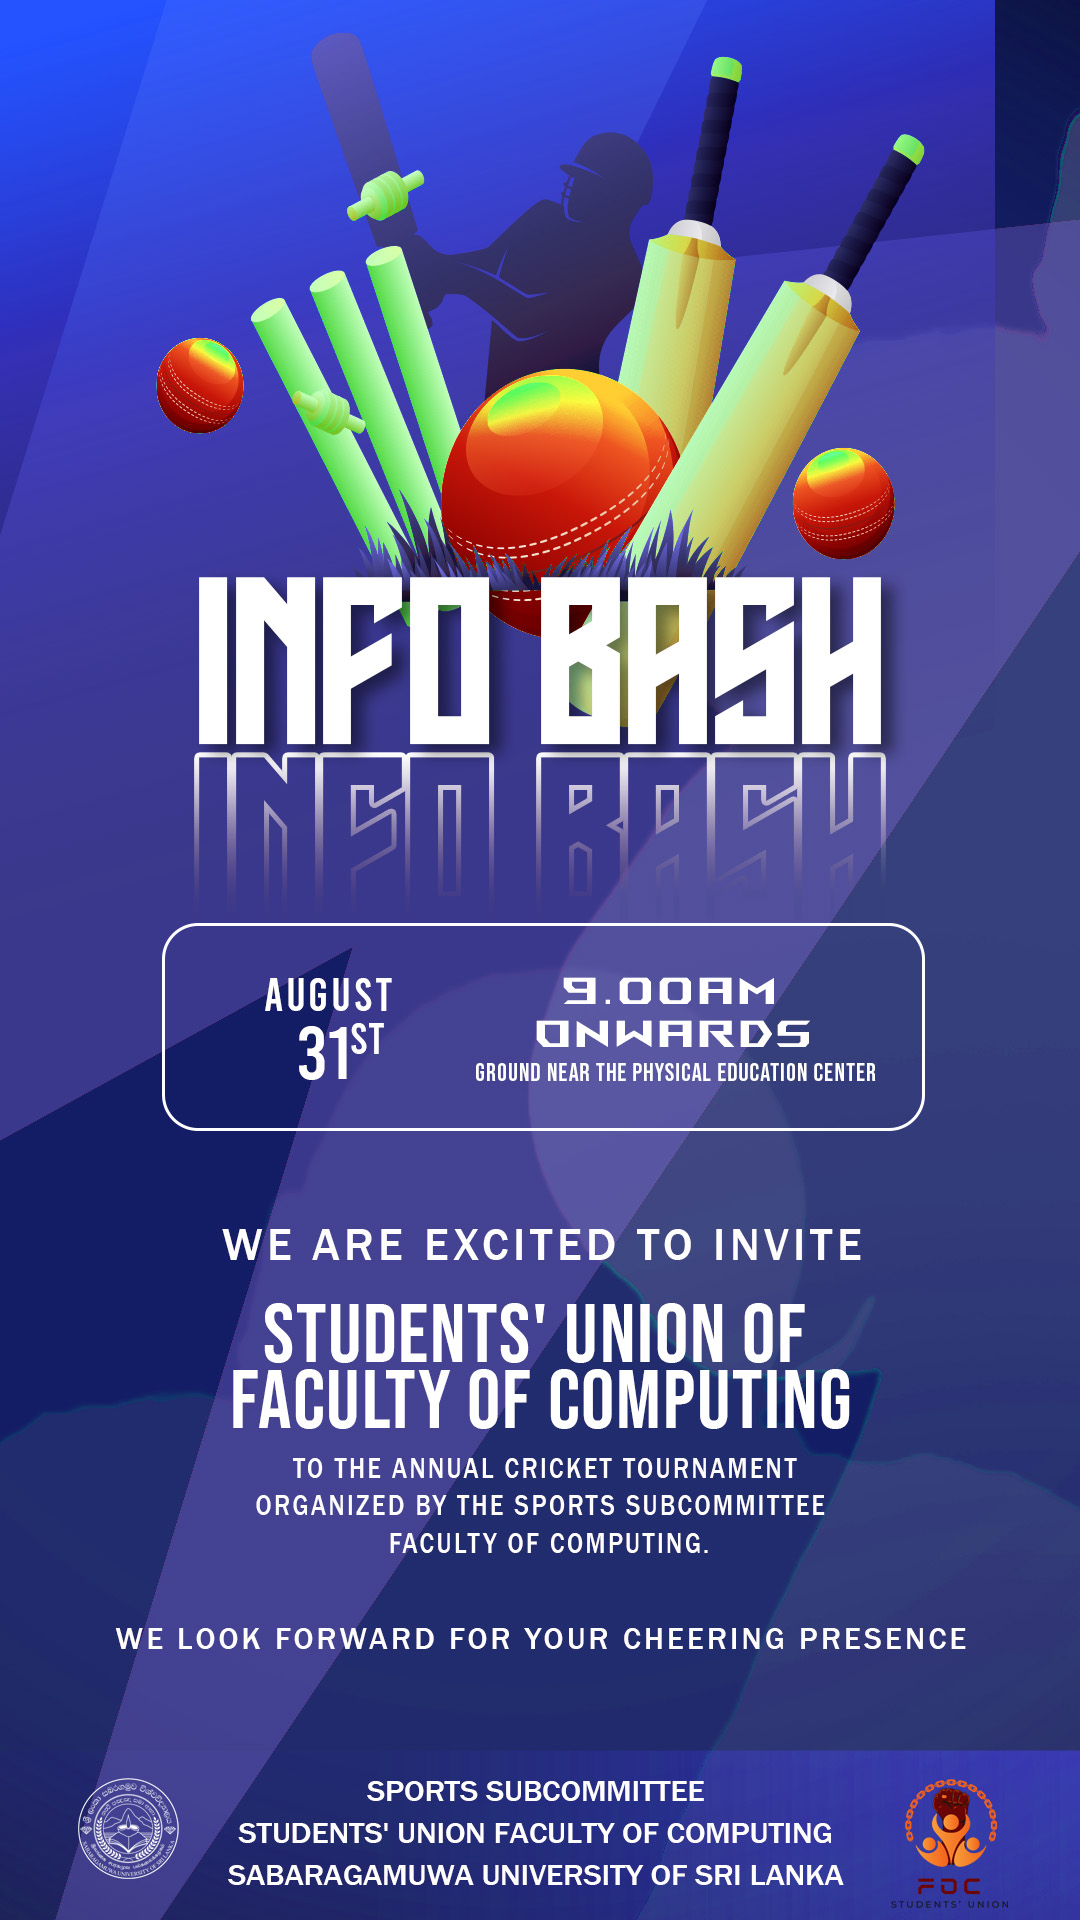 INFO BASH
AUGUST
31ST
9.00AM
ONWARDS
GROUND NEAR THE PHYSICAL EDUCATION CENTER
WE ARE EXCITED TO INVITE
STUDENTS' UNION OF
FACULTY OF COMPUTING
TO THE ANNUAL CRICKET TOURNAMENT
ORGANIZED BY THE SPORTS SUBCOMMITTEE
FACULTY OF COMPUTING.
WE LOOK FORWARD FOR YOUR CHEERING PRESENCE
SPORTS SUBCOMMITTEE
STUDENTS' UNION FACULTY OF COMPUTING
SABARAGAMUWA UNIVERSITY OF SRI LANKA
FOC
STUDENTS' UNION